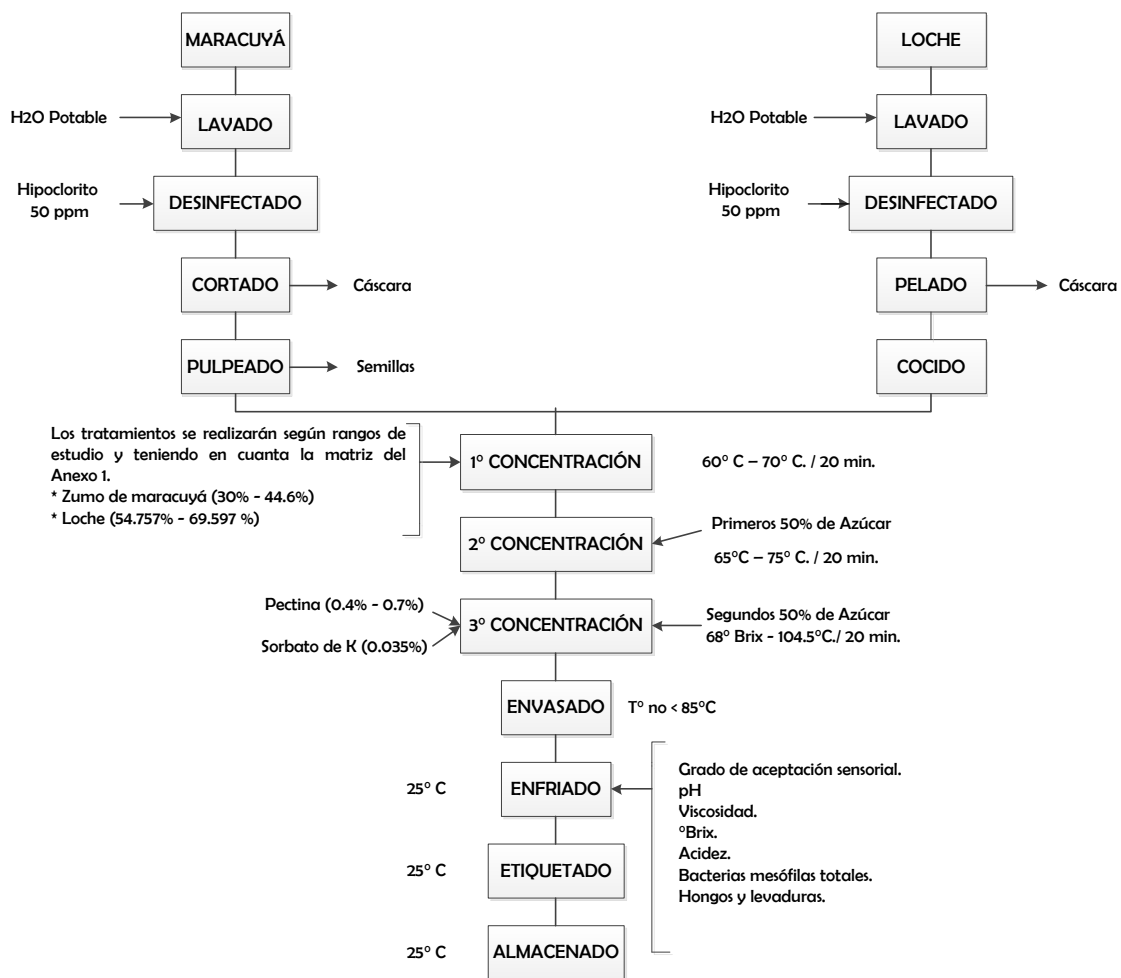 MARACUYÁ
LOCHE
H2O Potable
LAVADO
H2O Potable
LAVADO
Hipoclorito
50 ppm
DESINFECTADO
Hipoclorito
50 ppm
DESINFECTADO
CORTADO
Cáscara
PELADO
Cáscara
PULPEADO
Semillas
COCIDO
Los tratamientos se realizarán según rangos de
estudio y teniendo en cuanta la matriz del
Anexo 1.
* Zumo de maracuyá (30% - 44.6%)
* Loche (54.757% - 69.597 %)
1º CONCENTRACIÓN
60° C – 70° C. / 20 min.
2º CONCENTRACIÓN
Primeros 50% de Azúcar
65°C – 75° C. / 20 min.
Pectina (0.4% - 0.7%)
Sorbato de K (0.035%)
3º CONCENTRACIÓN
Segundos 50% de Azúcar
68° Brix - 104.5°C./ 20 min.
ENVASADO
T° no < 85°C
25° C
ENFRIADO
Grado de aceptación sensorial.
pH
Viscosidad.
°Brix.
Acidez.
Bacterias mesófilas totales.
Hongos y levaduras.
25° C
ETIQUETADO
25° C
ALMACENADO